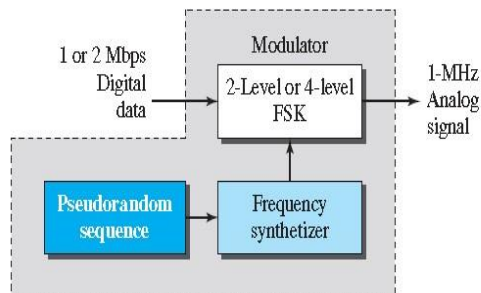 1 or 2 Mbps
Digital
data
Modulator
2-Level or 4-level
FSK
1-MHz
Analog
signal
Pseudorandom
sequence
Frequency
synthetizer